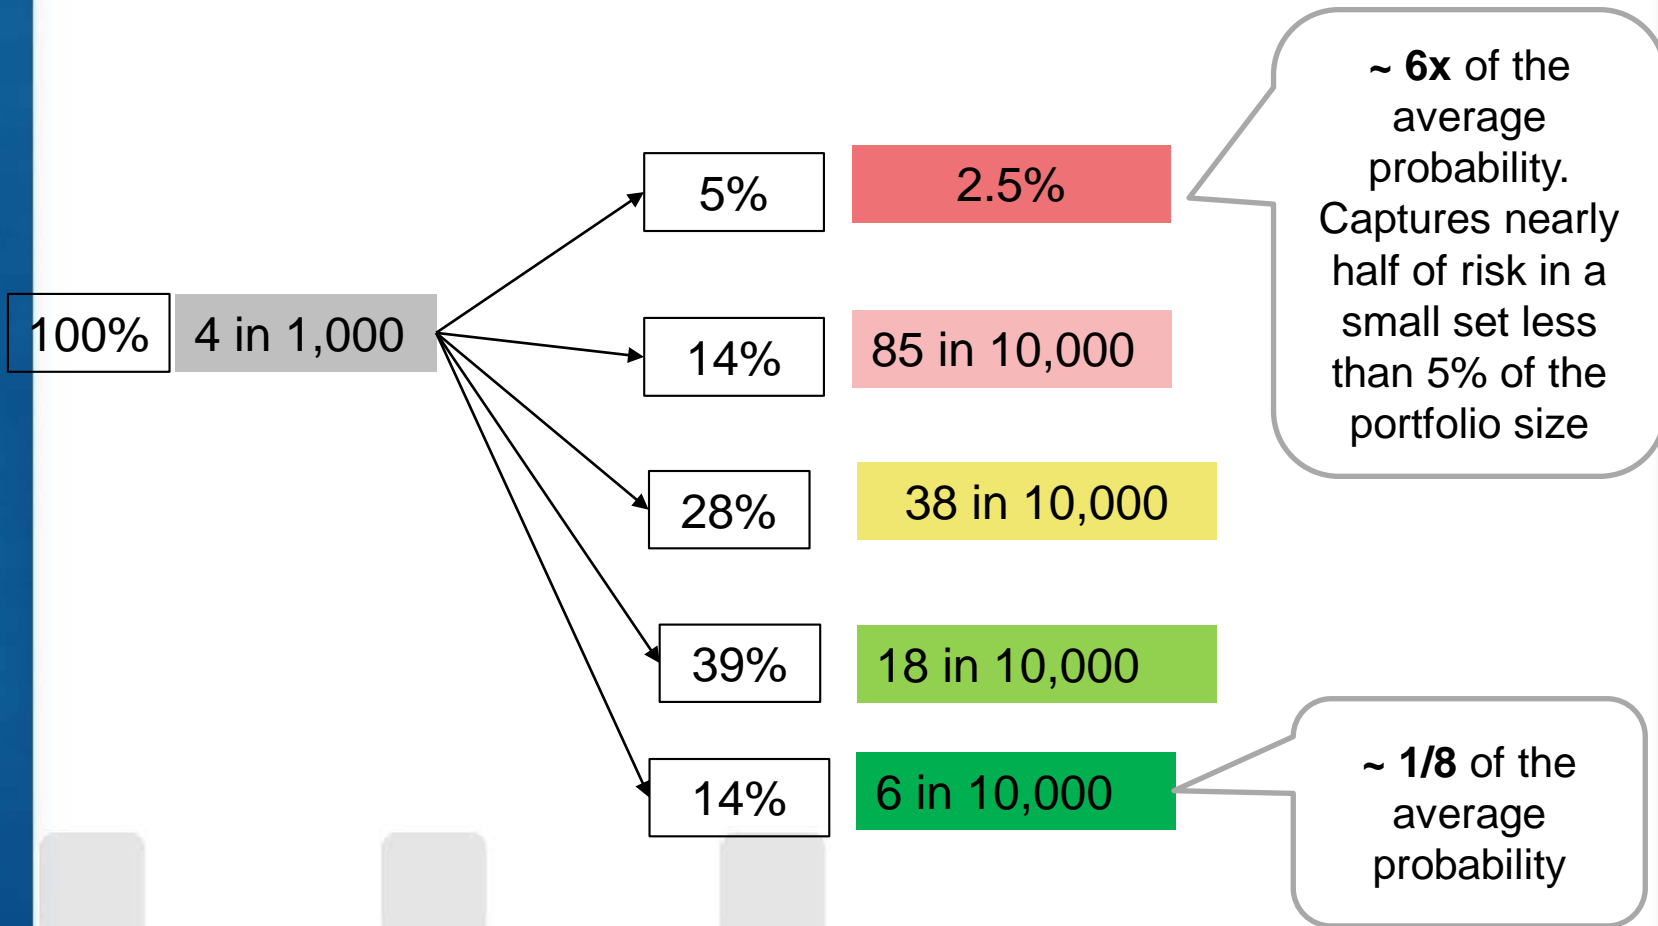 100%
4 in 1,000
5%
2.5%
14%
85 in 10,000
28%
38 in 10,000
39%
18 in 10,000
14%
6 in 10,000
~ 6x of the
average
probability.
Captures nearly
half of risk in a
small set less
than 5% of the
portfolio size
~ 1/8 of the
average
probability